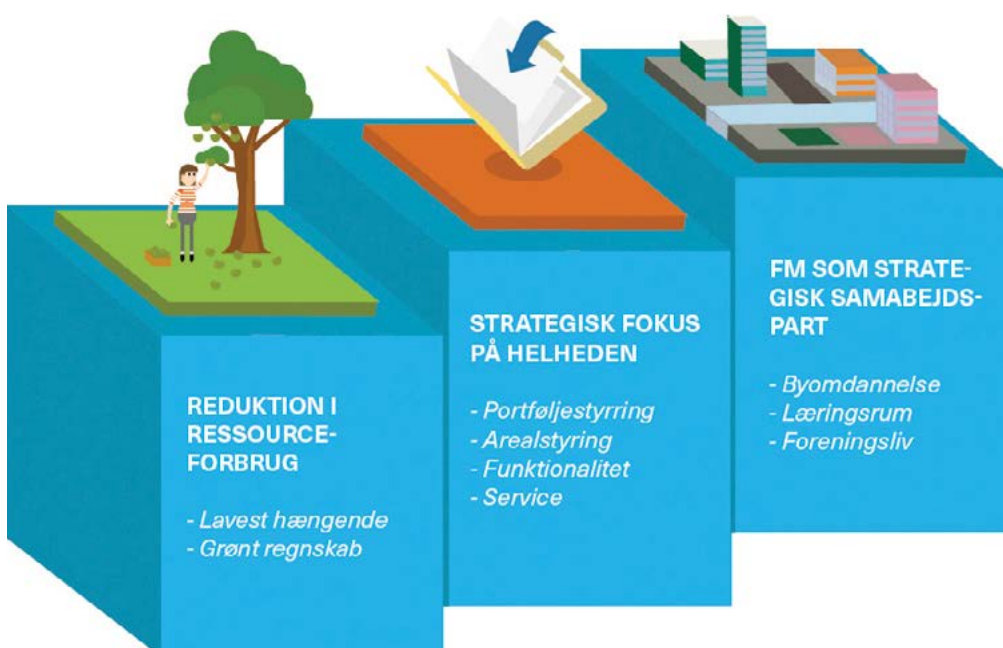 REDUKTION I
RESSOURCE-
FORBRUG
- Lavest hængende
- Grønt regnskab
STRATEGISK FOKUS
PÅ HELHEDEN
- Portføljestyrring
- Arealstyring
- Funktionalitet
- Service
FM SOM STRATE-
GISK SAMABEJDS-
PART
- Byomdannelse
- Læringsrum
- Foreningsliv